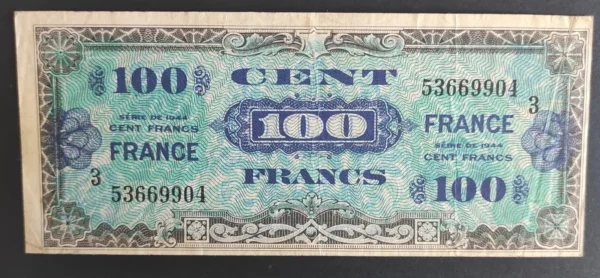 100
CENT
53669904
3
SÉRIE DE 1944
CENT FRANCS
FRANCE
3
53669904
100
FRANCS
FRANCE
SÉRIE DE 1944
CENT FRANCS
100